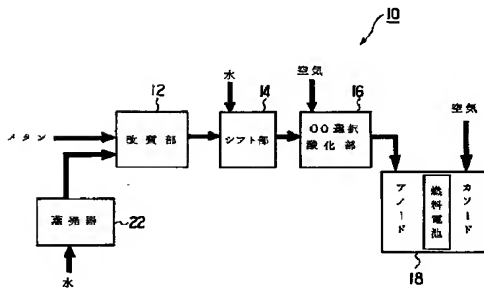 10
12
水
14
空気
16
空気
メタン
改質部
シフト部
CO選択
酸化部
アノード
燃料電池
カソード
蒸発器
22
18
水